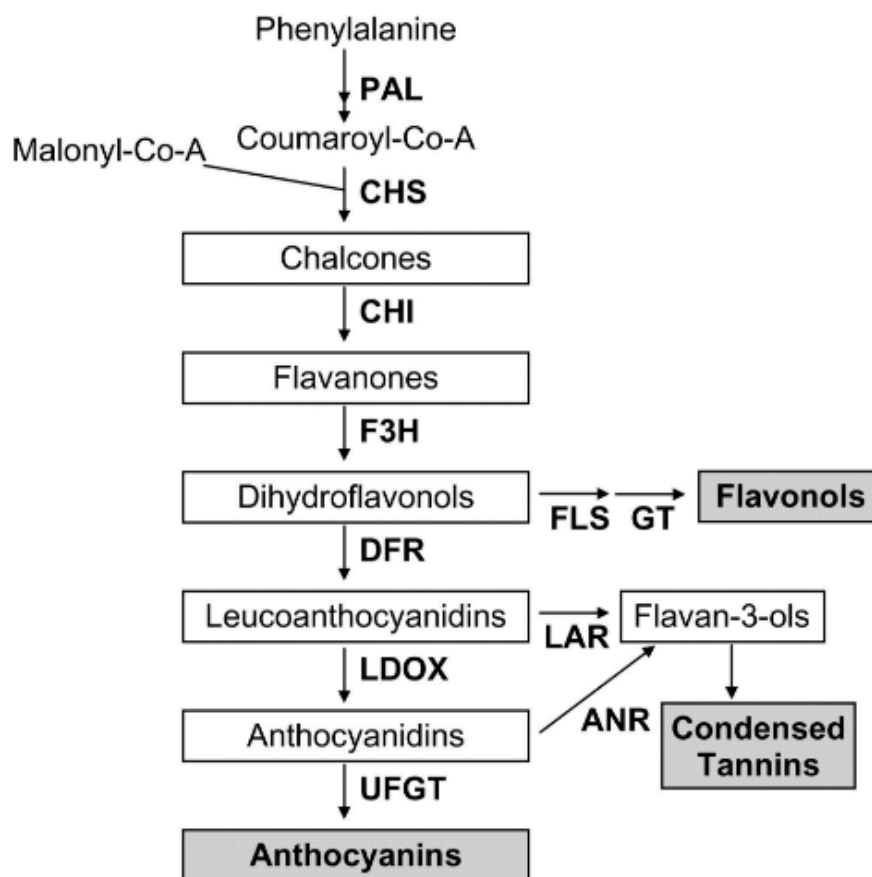 Phenylalanine
PAL
Malonyl-Co-A
Coumaroyl-Co-A
CHS
Chalcones
CHI
Flavanones
F3H
Dihydroflavonols
FLS
GT
Flavonols
DFR
Leucoanthocyanidins
LAR
Flavan-3-ols
LDOX
Anthocyanidins
ANR
Condensed
Tannins
UFGT
Anthocyanins